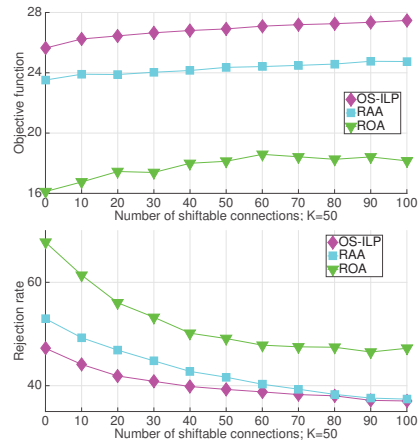 28
24
20
16
Objective function
OS-ILP
RAA
ROA
0 10 20 30 40 50 60 70 80 90 100
Number of shiftable connections; K=50
60
40
Rejection rate
OS-ILP
RAA
ROA
0 10 20 30 40 50 60 70 80 90 100
Number of shiftable connections; K=50